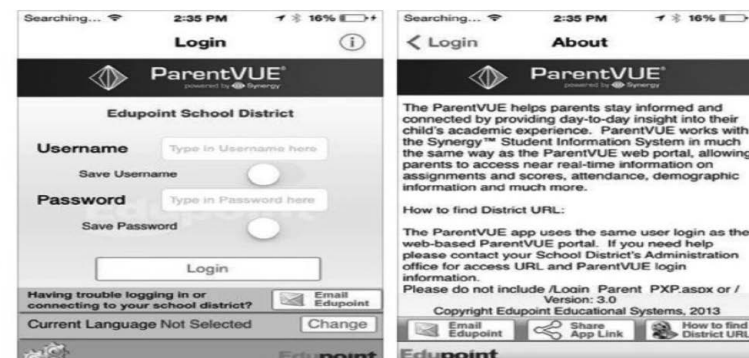 Searching...
2:35 PM
16%
Login
ParentVUE®
powered by Synergy
Edupoint School District
Username
Type in Username here
Save Username
Password
Type in Password here
Save Password
Login
Having trouble logging in or
connecting to your school district?
Email
Edupoint
Current Language Not Selected
Change
Edupoint
Searching...
2:35 PM
16%
Login
About
ParentVUE®
powered by Synergy
The ParentVUE helps parents stay informed and
connected by providing day-to-day insight into their
child's academic experience. ParentVUE works with
the Synergy™ Student Information System in much
the same way as the ParentVUE web portal, allowing
parents to access near real-time information on
assignments and scores, attendance, demographic
information and much more.
How to find District URL:
The ParentVUE app uses the same user login as the
web-based ParentVUE portal. If you need help
please contact your School District's Administration
office for access URL and ParentVUE login
information.
Please do not include /Login_Parent_PXP.aspx or /
Version: 3.0
Copyright Edupoint Educational Systems, 2013
Email
Edupoint
Share
App Link
How to find
District URL
Edupoint